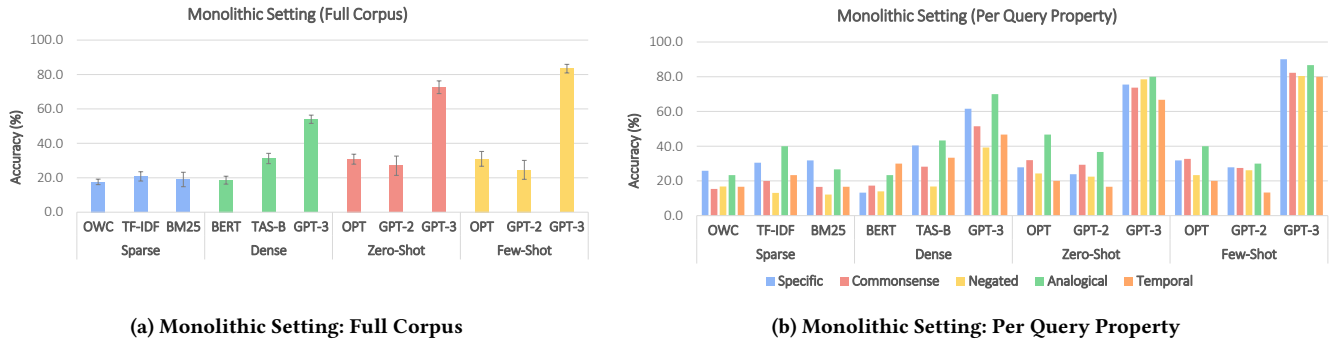 Monolithic Setting (Full Corpus)
100.0
80.0
60.0
40.0
20.0
0.0
Accuracy (%)
OWC TF-IDF BM25 BERT TAS-B GPT-3 OPT GPT-2 GPT-3 OPT GPT-2 GPT-3
Sparse Dense Zero-Shot Few-Shot
(a) Monolithic Setting: Full Corpus
Monolithic Setting (Per Query Property)
100.0
80.0
60.0
40.0
20.0
0.0
Accuracy (%)
OWC TF-IDF BM25 BERT TAS-B GPT-3 OPT GPT-2 GPT-3 OPT GPT-2 GPT-3
Sparse Dense Zero-Shot Few-Shot
Specific Commonsense Negated Analogical Temporal
(b) Monolithic Setting: Per Query Property